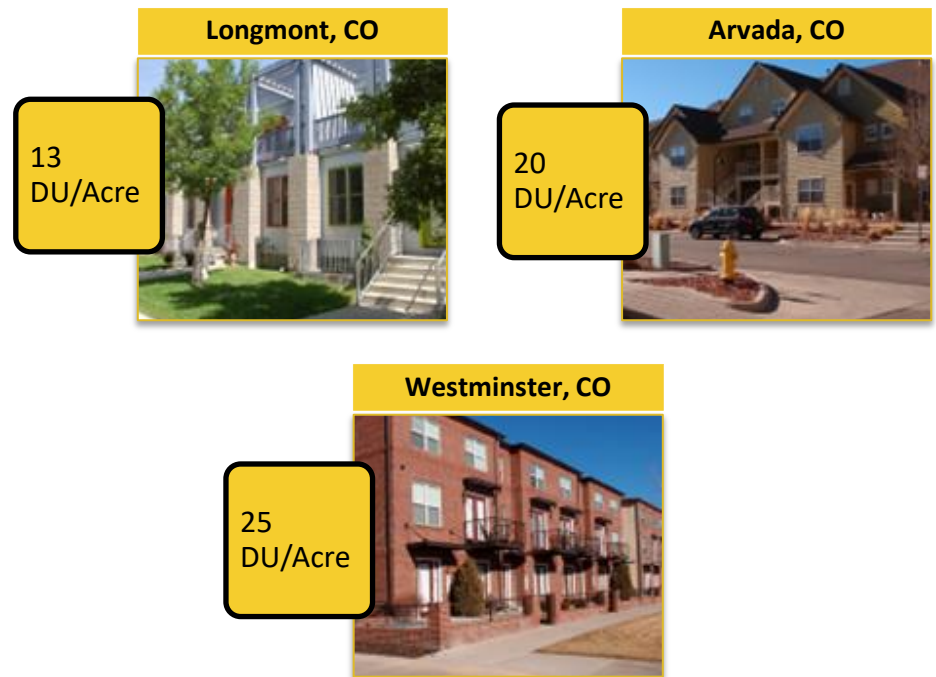 Longmont, CO
13
DU/Acre
Arvada, CO
20
DU/Acre
Westminster, CO
25
DU/Acre